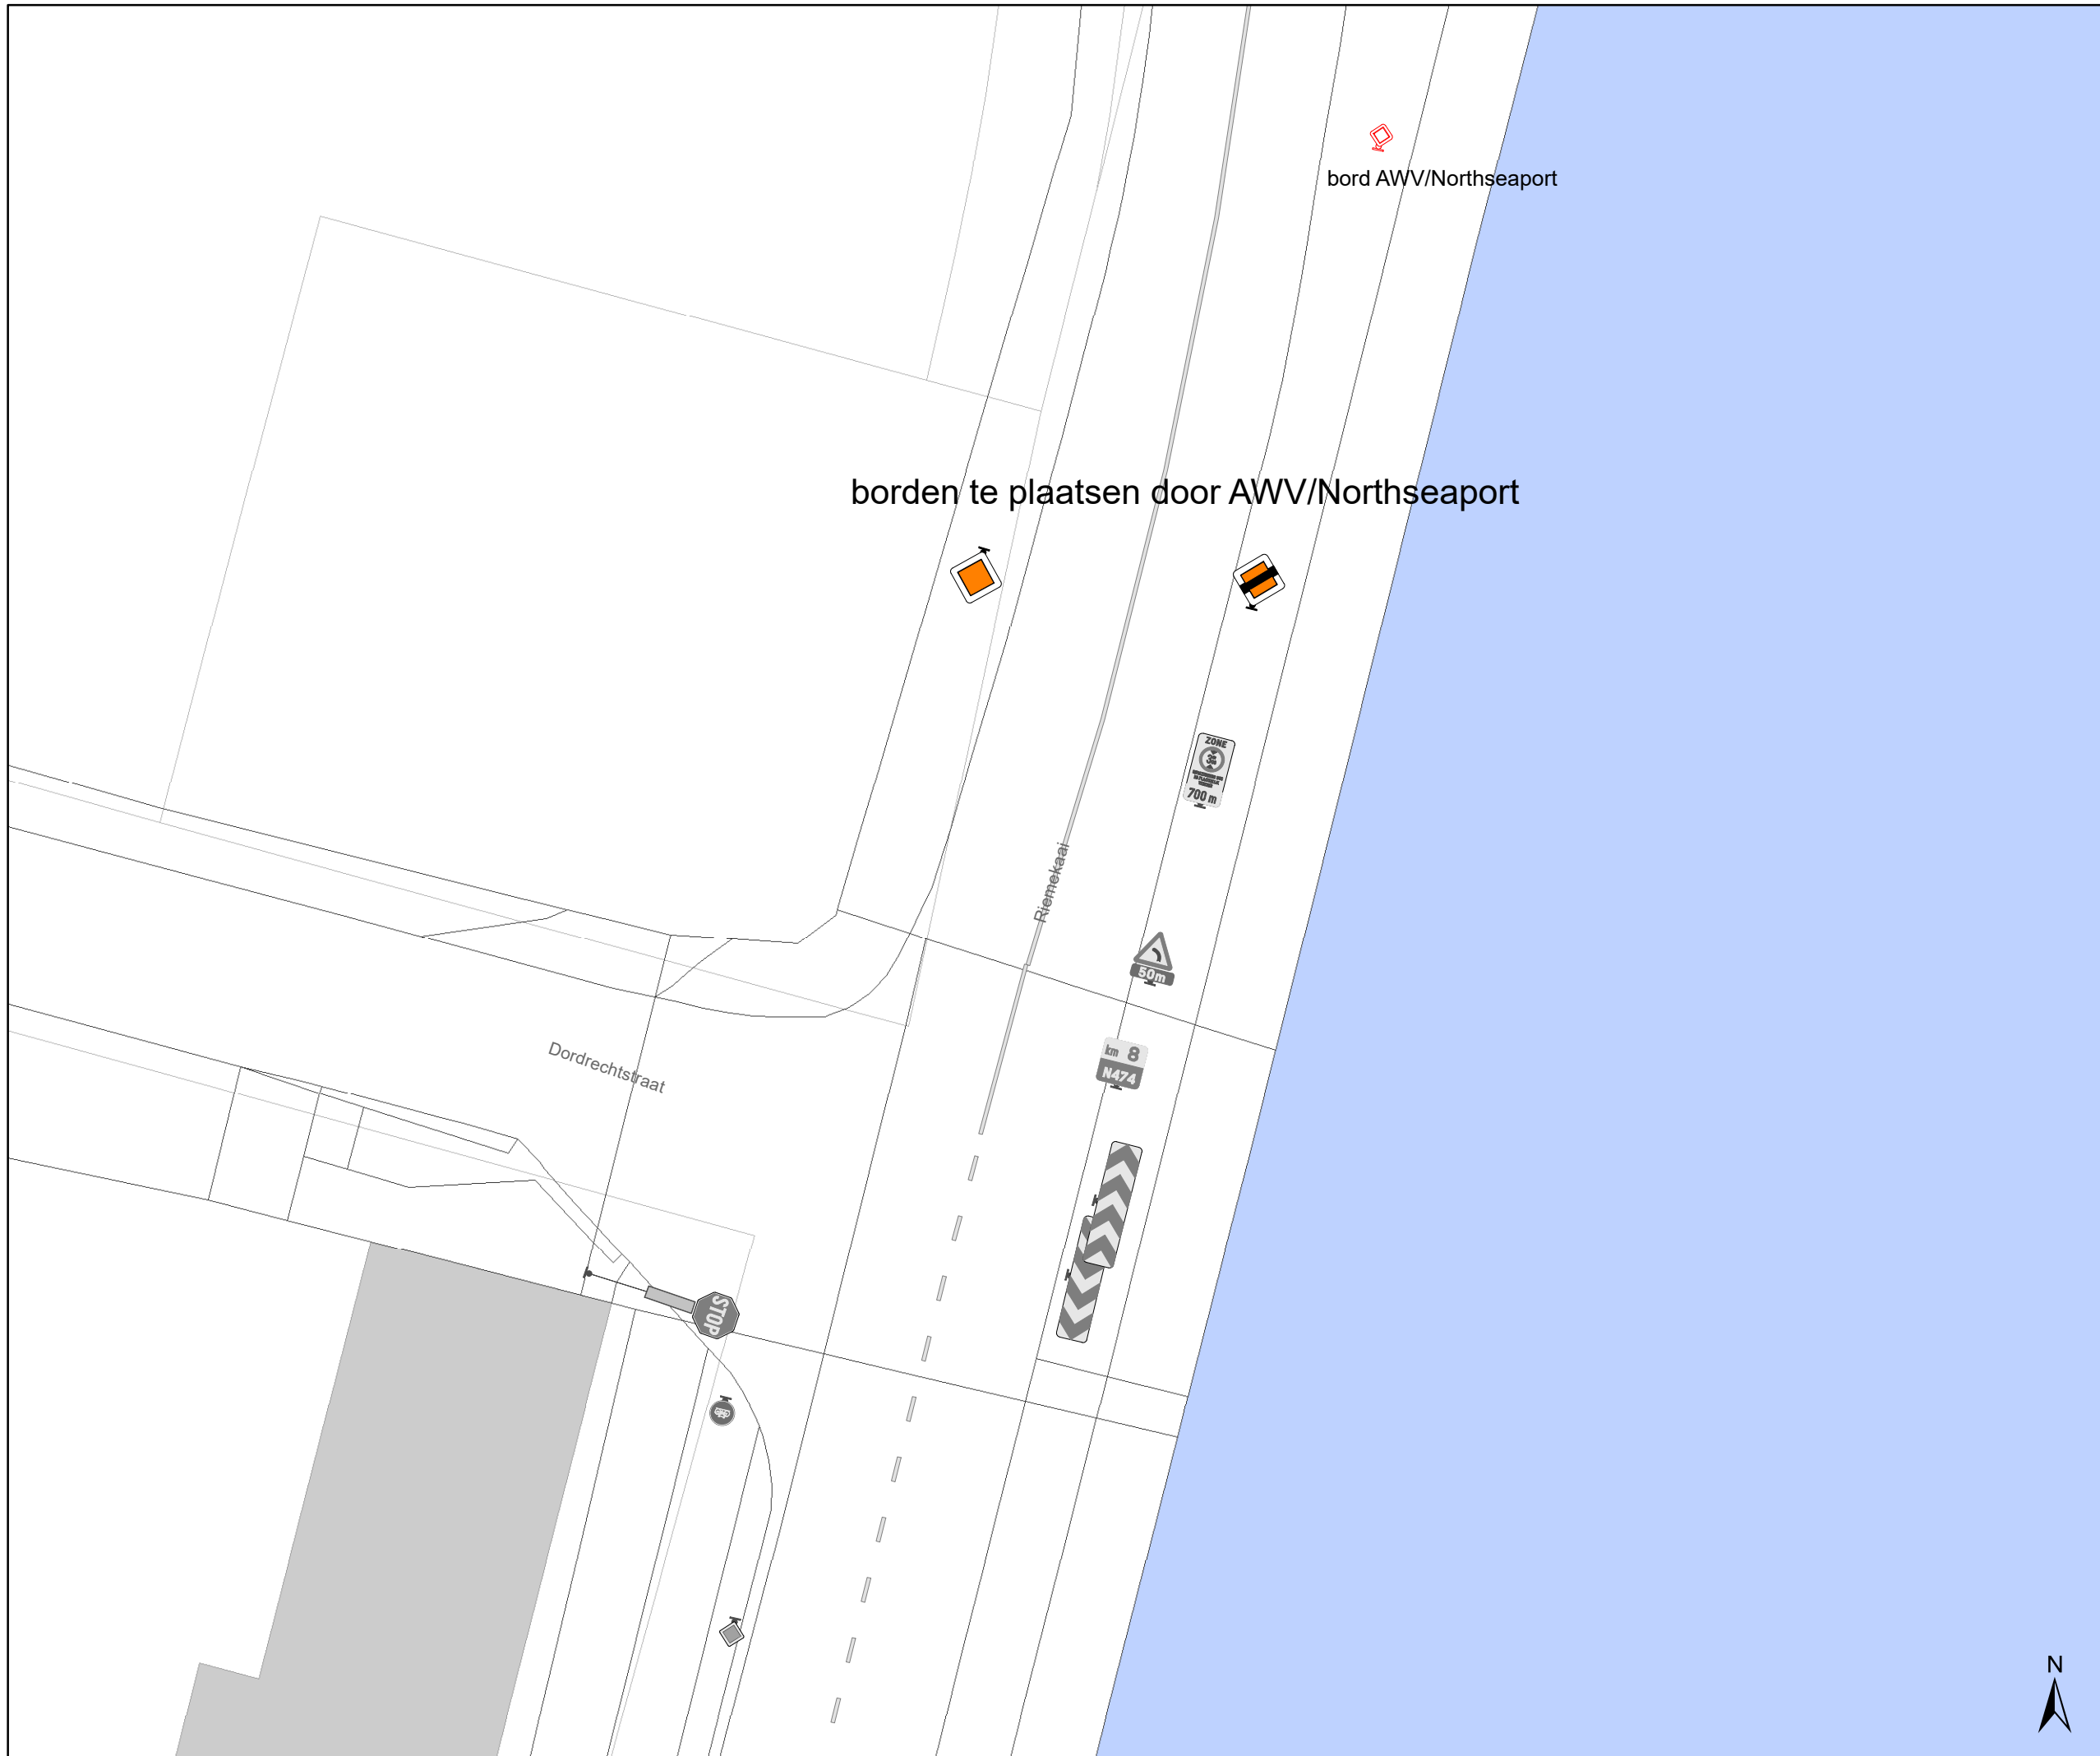 bord AWV/Northseaport
borden te plaatsen door AWV/Northseaport
ZONE
700 m
Riemekaai
50m
km 8
N474
Dordrechtstraat
STOP
N